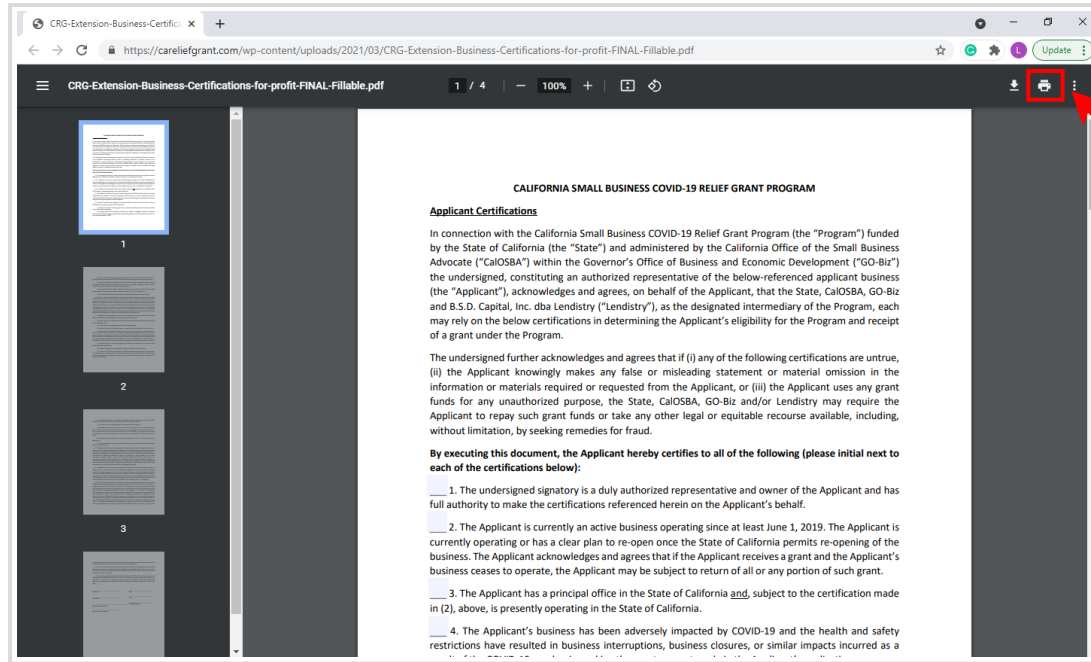 CRG-Extension-Business-Certific
https://careliefgrant.com/wp-content/uploads/2021/03/CRG-Extension-Business-Certifications-for-profit-FINAL-Fillable.pdf
L
Update
CRG-Extension-Business-Certifications-for-profit-FINAL-Fillable.pdf
1 / 4
100%
1
2
3
CALIFORNIA SMALL BUSINESS COVID-19 RELIEF GRANT PROGRAM
Applicant Certifications
In connection with the California Small Business COVID-19 Relief Grant Program (the “Program”) funded
by the State of California (the “State”) and administered by the California Office of the Small Business
Advocate (“CalOSBA”) within the Governor’s Office of Business and Economic Development (“GO-Biz”)
the undersigned, constituting an authorized representative of the below-referenced applicant business
(the “Applicant”), acknowledges and agrees, on behalf of the Applicant, that the State, CalOSBA, GO-Biz
and B.S.D. Capital, Inc. dba Lendistry (“Lendistry”), as the designated intermediary of the Program, each
may rely on the below certifications in determining the Applicant’s eligibility for the Program and receipt
of a grant under the Program.
The undersigned further acknowledges and agrees that if (i) any of the following certifications are untrue,
(ii) the Applicant knowingly makes any false or misleading statement or material omission in the
information or materials required or requested from the Applicant, or (iii) the Applicant uses any grant
funds for any unauthorized purpose, the State, CalOSBA, GO-Biz and/or Lendistry may require the
Applicant to repay such grant funds or take any other legal or equitable recourse available, including,
without limitation, by seeking remedies for fraud.
By executing this document, the Applicant hereby certifies to all of the following (please initial next to
each of the certifications below):
___ 1. The undersigned signatory is a duly authorized representative and owner of the Applicant and has
full authority to make the certifications referenced herein on the Applicant’s behalf.
___ 2. The Applicant is currently an active business operating since at least June 1, 2019. The Applicant is
currently operating or has a clear plan to re-open once the State of California permits re-opening of the
business. The Applicant acknowledges and agrees that if the Applicant receives a grant and the Applicant’s
business ceases to operate, the Applicant may be subject to return of all or any portion of such grant.
___ 3. The Applicant has a principal office in the State of California and, subject to the certification made
in (2), above, is presently operating in the State of California.
___ 4. The Applicant’s business has been adversely impacted by COVID-19 and the health and safety
restrictions have resulted in business interruptions, business closures, or similar impacts incurred as a